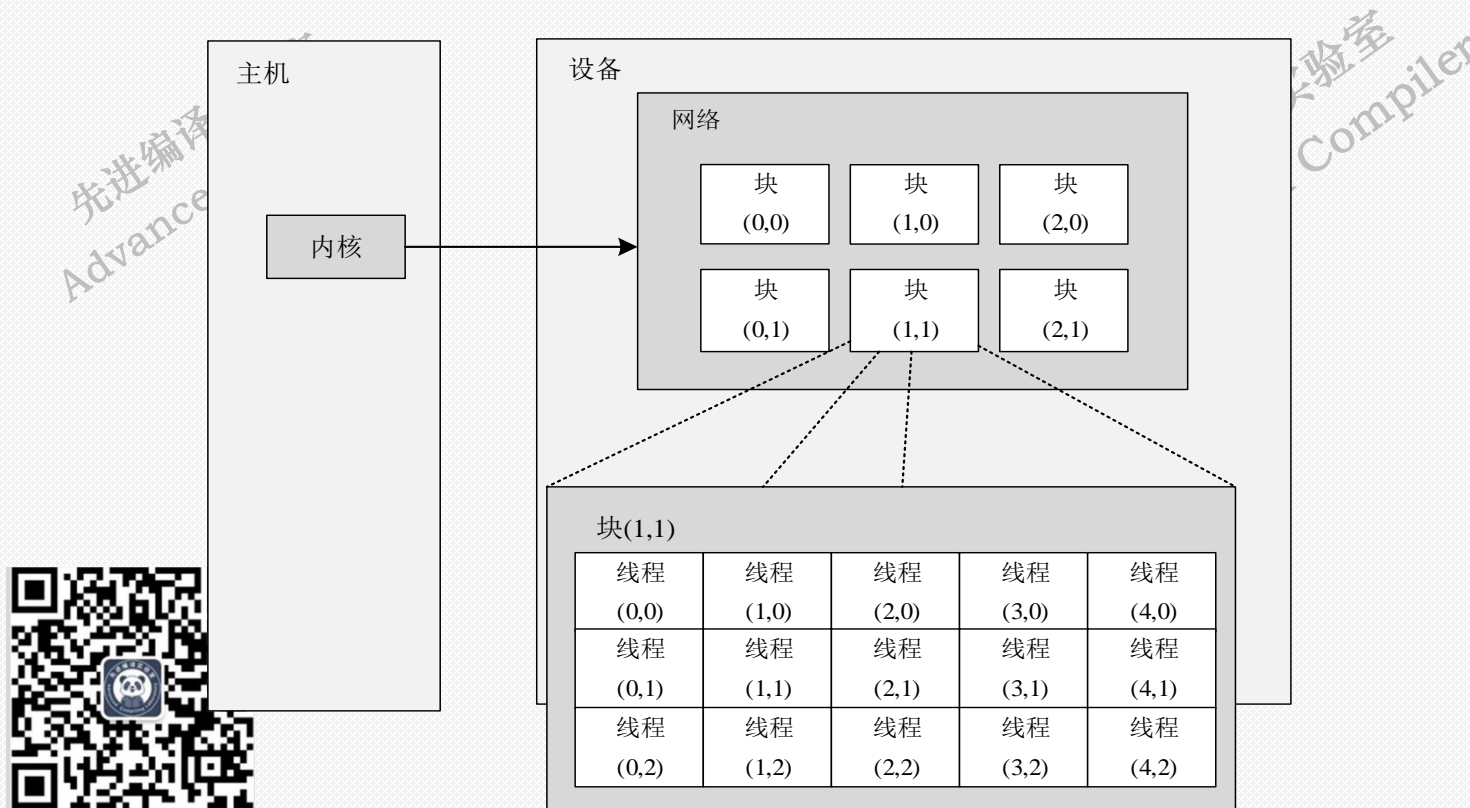 主机
内核
设备
网络
块
(0,0)
块
(1,0)
块
(2,0)
块
(0,1)
块
(1,1)
块
(2,1)
块(1,1)
线程
(0,0)
线程
(1,0)
线程
(2,0)
线程
(3,0)
线程
(4,0)
线程
(0,1)
线程
(1,1)
线程
(2,1)
线程
(3,1)
线程
(4,1)
线程
(0,2)
线程
(1,2)
线程
(2,2)
线程
(3,2)
线程
(4,2)
先进编译
Advance
验室
Compiler